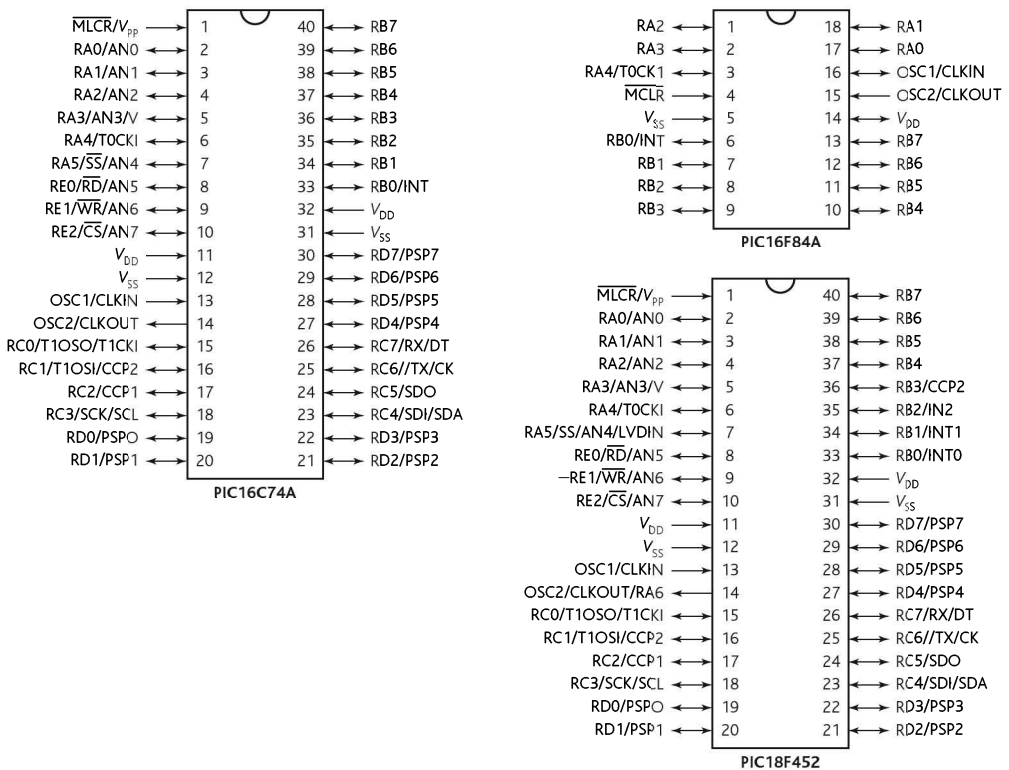 MLCR/VPP 1 40 RB7
RA0/AN0 2 39 RB6
RA1/AN1 3 38 RB5
RA2/AN2 4 37 RB4
RA3/AN3/V 5 36 RB3
RA4/T0CKI 6 35 RB2
RA5/SS/AN4 7 34 RB1
RE0/RD/AN5 8 33 RB0/INT
RE1/WR/AN6 9 32 VDD
RE2/CS/AN7 10 31 VSS
VDD 11 30 RD7/PSP7
VSS 12 29 RD6/PSP6
OSC1/CLKIN 13 28 RD5/PSP5
OSC2/CLKOUT 14 27 RD4/PSP4
RC0/T1OSO/T1CKI 15 26 RC7/RX/DT
RC1/T1OSI/CCP2 16 25 RC6//TX/CK
RC2/CCP1 17 24 RC5/SDO
RC3/SCK/SCL 18 23 RC4/SDI/SDA
RD0/PSPO 19 22 RD3/PSP3
RD1/PSP1 20 21 RD2/PSP2
PIC16C74A
RA2 1 18 RA1
RA3 2 17 RA0
RA4/T0CK1 3 16 OSC1/CLKIN
MCLR 4 15 OSC2/CLKOUT
VSS 5 14 VDD
RB0/INT 6 13 RB7
RB1 7 12 RB6
RB2 8 11 RB5
RB3 9 10 RB4
PIC16F84A
MLCR/VPP 1 40 RB7
RA0/AN0 2 39 RB6
RA1/AN1 3 38 RB5
RA2/AN2 4 37 RB4
RA3/AN3/V 5 36 RB3/CCP2
RA4/T0CKI 6 35 RB2/IN2
RA5/SS/AN4/LVDIN 7 34 RB1/INT1
RE0/RD/AN5 8 33 RB0/INT0
–RE1/WR/AN6 9 32 VDD
RE2/CS/AN7 10 31 VSS
VDD 11 30 RD7/PSP7
VSS 12 29 RD6/PSP6
OSC1/CLKIN 13 28 RD5/PSP5
OSC2/CLKOUT/RA6 14 27 RD4/PSP4
RC0/T1OSO/T1CKI 15 26 RC7/RX/DT
RC1/T1OSI/CCP2 16 25 RC6//TX/CK
RC2/CCP1 17 24 RC5/SDO
RC3/SCK/SCL 18 23 RC4/SDI/SDA
RD0/PSPO 19 22 RD3/PSP3
RD1/PSP1 20 21 RD2/PSP2
PIC18F452